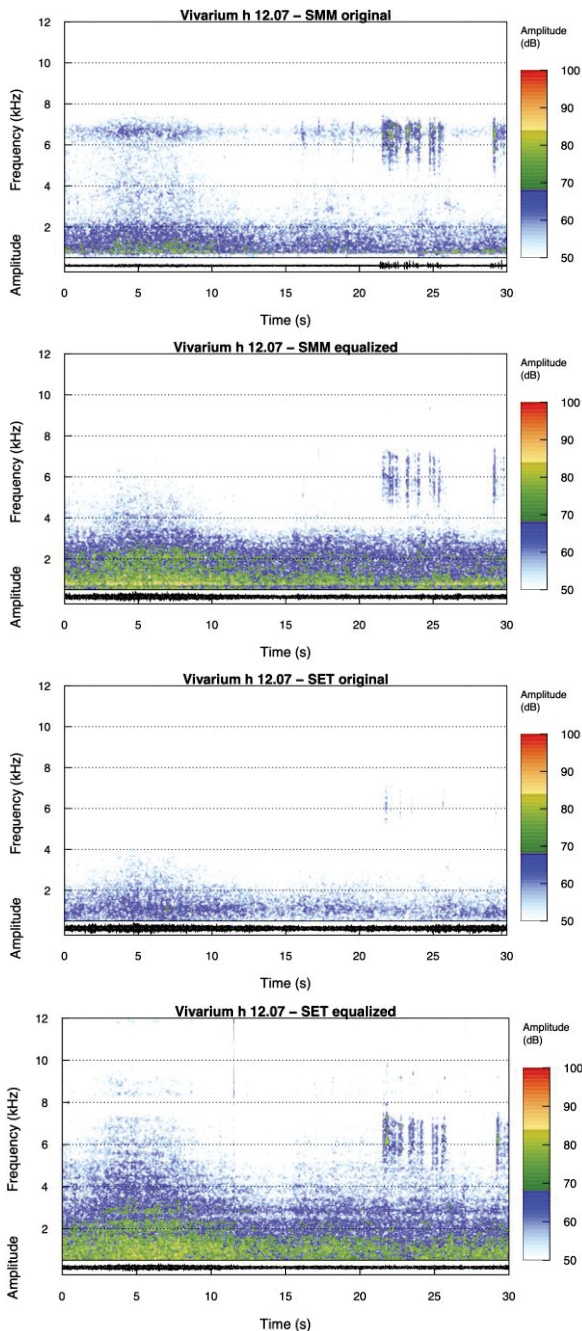 Vivarium h 12.07 – SMM original
Amplitude
(dB)
Frequency (kHz)
Amplitude
12
10
8
6
4
2
0 5 10 15 20 25 30
Time (s)
100
90
80
70
60
50
Vivarium h 12.07 – SMM equalized
Amplitude
(dB)
Frequency (kHz)
Amplitude
12
10
8
6
4
2
0 5 10 15 20 25 30
Time (s)
100
90
80
70
60
50
Vivarium h 12.07 – SET original
Amplitude
(dB)
Frequency (kHz)
Amplitude
12
10
8
6
4
2
0 5 10 15 20 25 30
Time (s)
100
90
80
70
60
50
Vivarium h 12.07 – SET equalized
Amplitude
(dB)
Frequency (kHz)
Amplitude
12
10
8
6
4
2
0 5 10 15 20 25 30
Time (s)
100
90
80
70
60
50